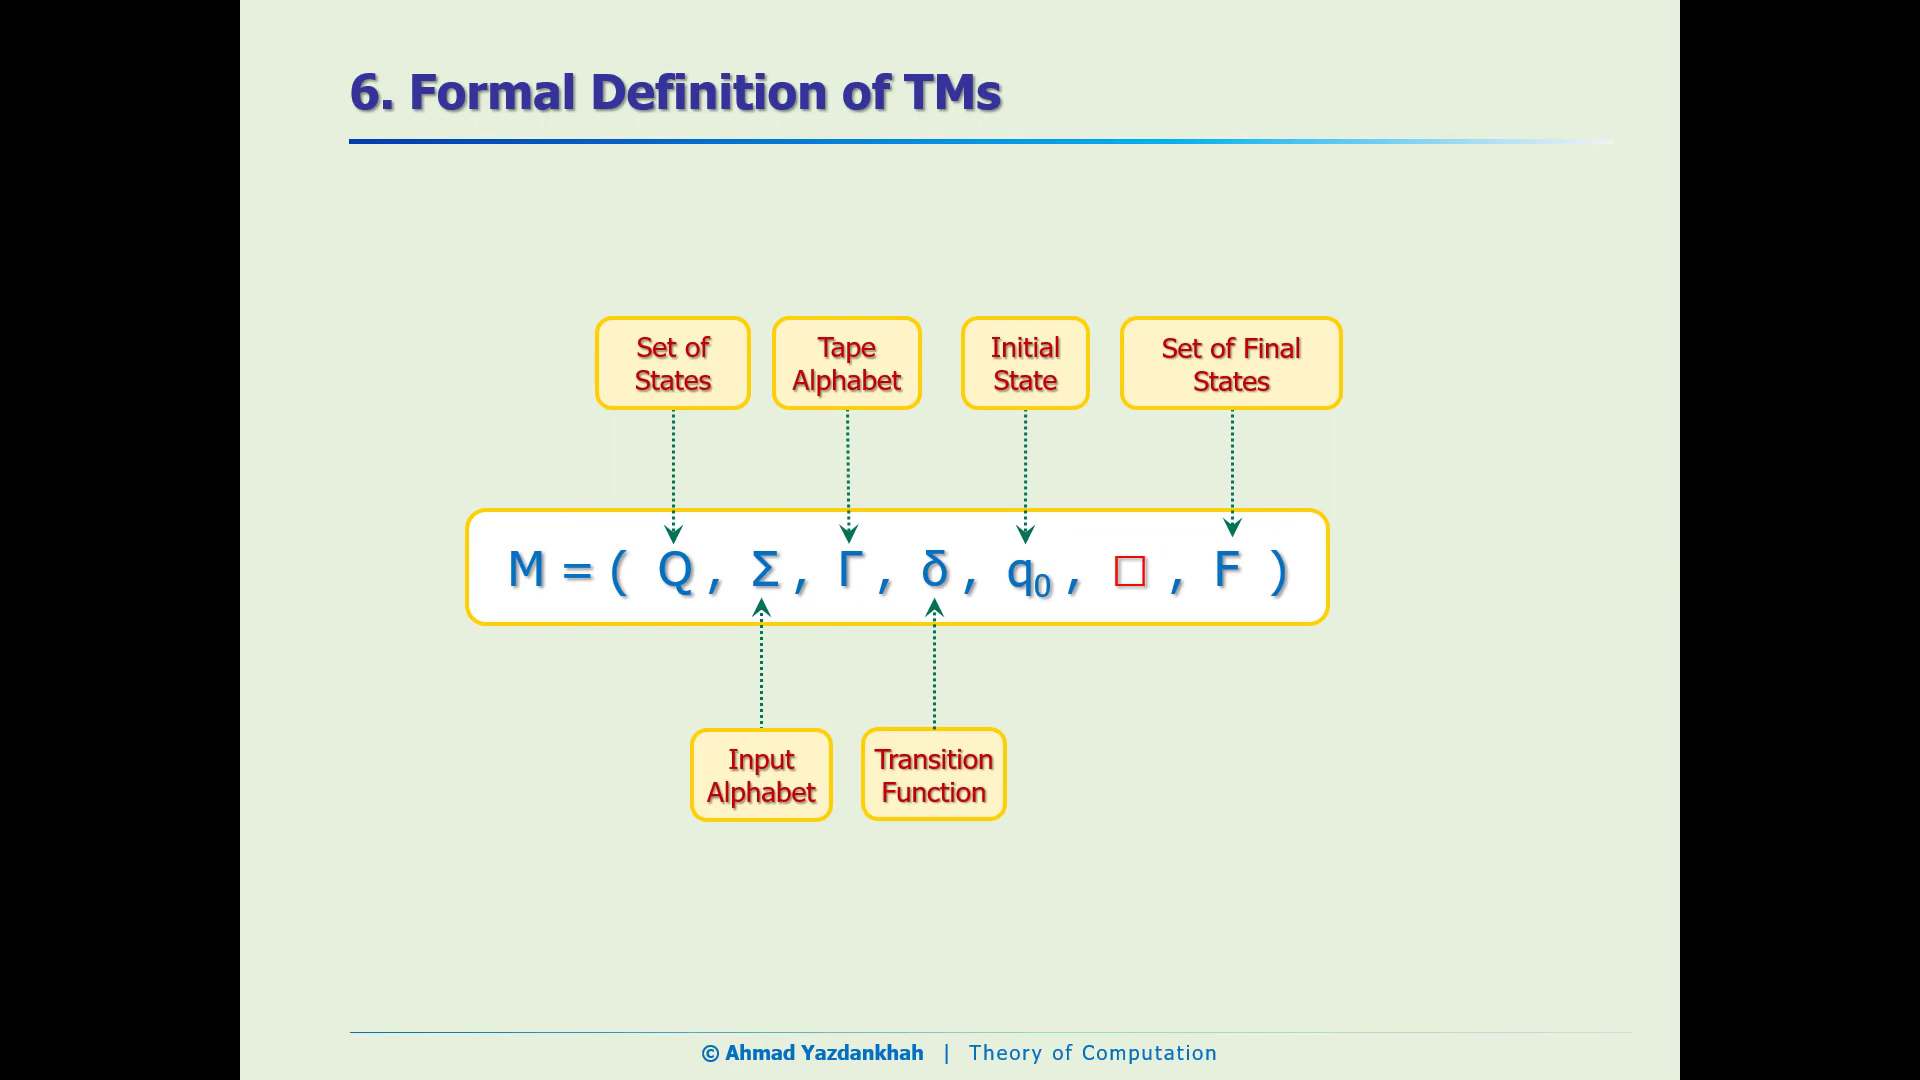 6. Formal Definition of TMs
Set of
States
Tape
Alphabet
Initial
State
Set of Final
States
M = ( Q , Σ , Γ , δ , q₀ , □ , F )
Input
Alphabet
Transition
Function
© Ahmad Yazdankhah | Theory of Computation